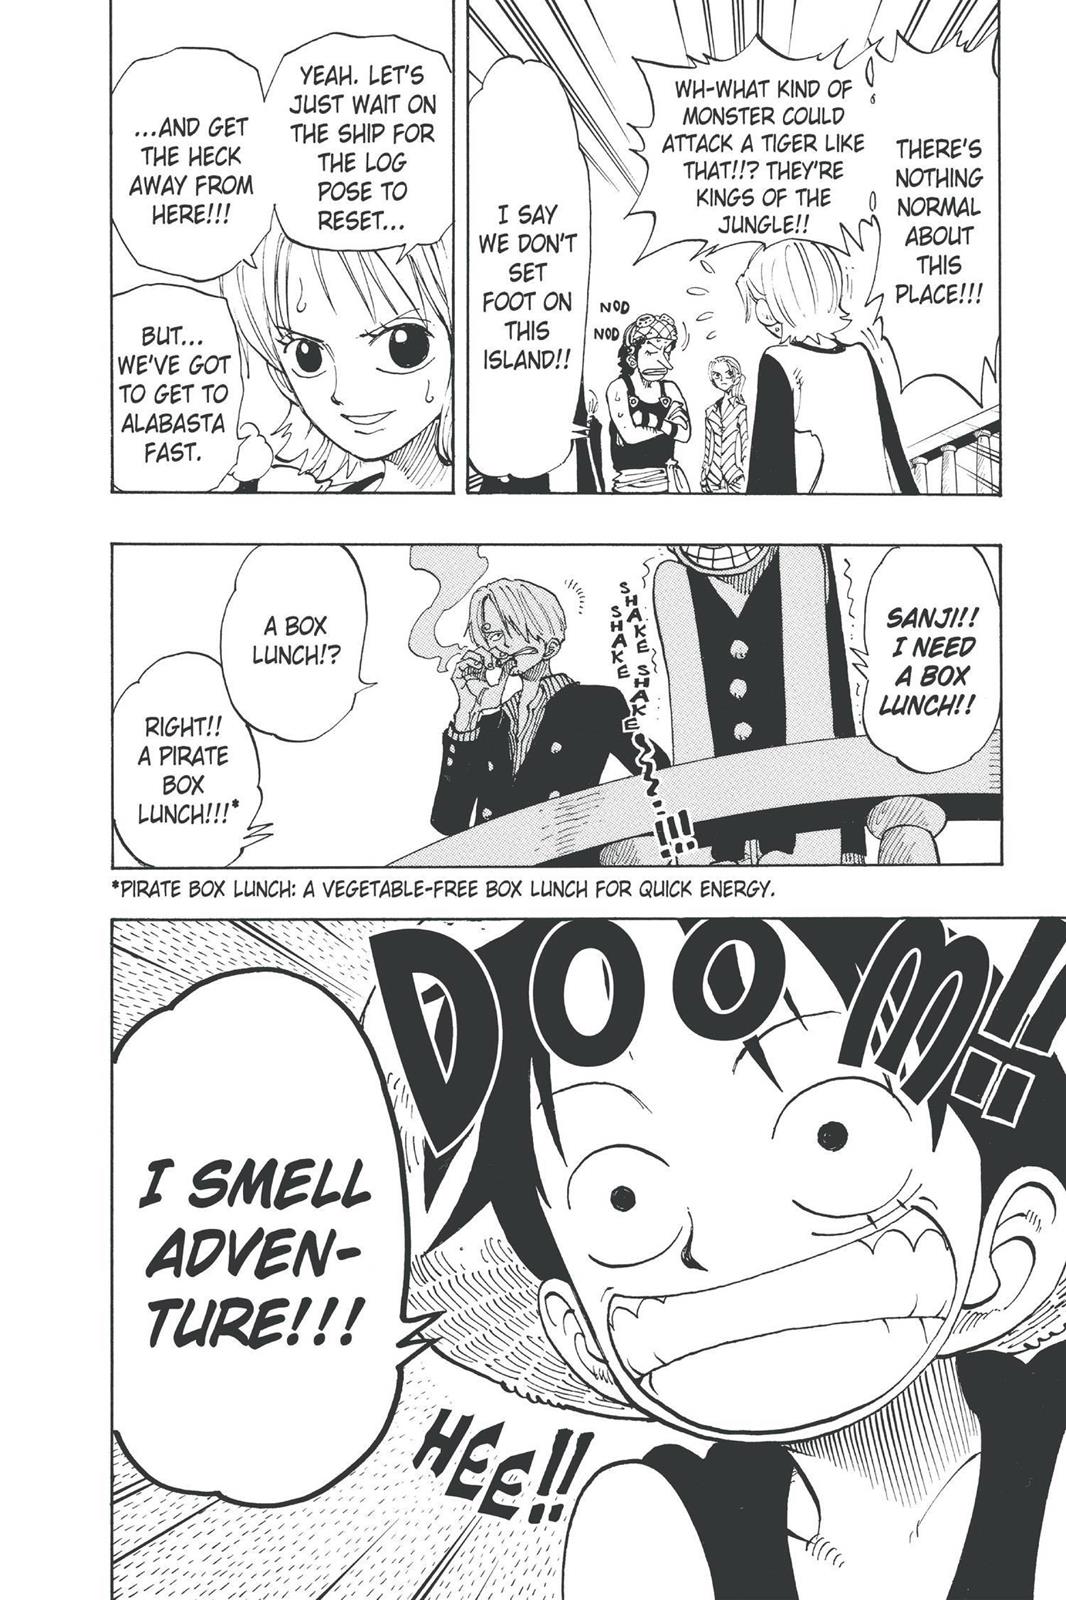 THERE'S
NOTHING
NORMAL
ABOUT
THIS
PLACE!!!
WH-WHAT KIND OF
MONSTER COULD
ATTACK A TIGER LIKE
THAT!!? THEY'RE
KINGS OF THE
JUNGLE!!
NOD
NOD
I SAY
WE DON'T
SET
FOOT ON
THIS
ISLAND!!
YEAH. LET'S
JUST WAIT ON
THE SHIP FOR
THE LOG
POSE TO
RESET...
...AND GET
THE HECK
AWAY FROM
HERE!!!
BUT...
WE'VE GOT
TO GET TO
ALABASTA
FAST.
SANJI!!
I NEED
A BOX
LUNCH!!
SHAKE SHAKE
SHAKE
!!!
A BOX
LUNCH!?
RIGHT!!
A PIRATE
BOX
LUNCH!!!*
*PIRATE BOX LUNCH: A VEGETABLE-FREE BOX LUNCH FOR QUICK ENERGY.
DOOM!!
I SMELL
ADVEN-
TURE!!!
HEE!!